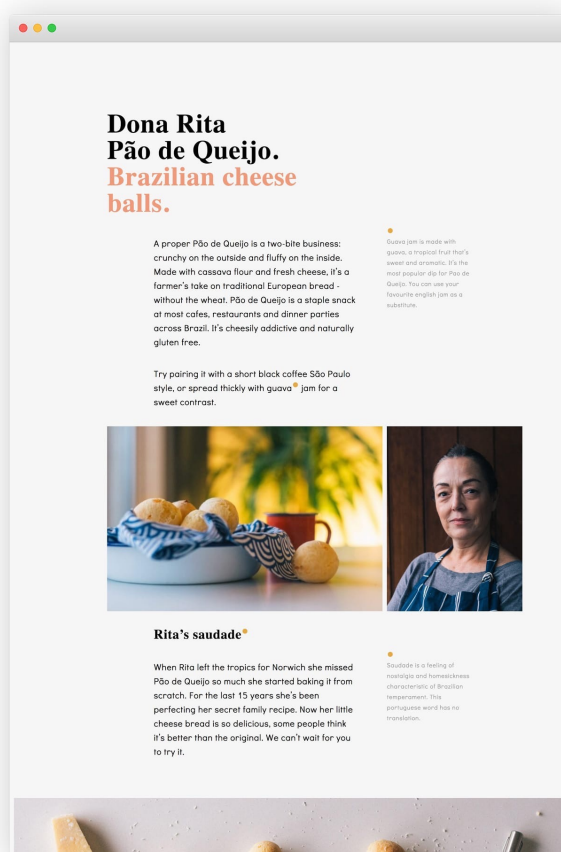 Dona Rita
Pão de Queijo.
Brazilian cheese
balls.
A proper Pão de Queijo is a two-bite business:
crunchy on the outside and fluffy on the inside.
Made with cassava flour and fresh cheese, it's a
farmer's take on traditional European bread -
without the wheat. Pão de Queijo is a staple snack
at most cafes, restaurants and dinner parties
across Brazil. It's cheesily addictive and naturally
gluten free.
Try pairing it with a short black coffee São Paulo
style, or spread thickly with guava jam for a
sweet contrast.
Guava jam is made with
guava, a tropical fruit that's
sweet and aromatic. It's the
most popular dip for Pao de
Queijo. You can use your
favourite english jam as a
substitute.
Rita's saudade
When Rita left the tropics for Norwich she missed
Pão de Queijo so much she started baking it from
scratch. For the last 15 years she's been
perfecting her secret family recipe. Now her little
cheese bread is so delicious, some people think
it's better than the original. We can't wait for you
to try it.
Saudade is a feeling of
nostalgia and homesickness
characteristic of Brazilian
temperament. This
portuguese word has no
translation.